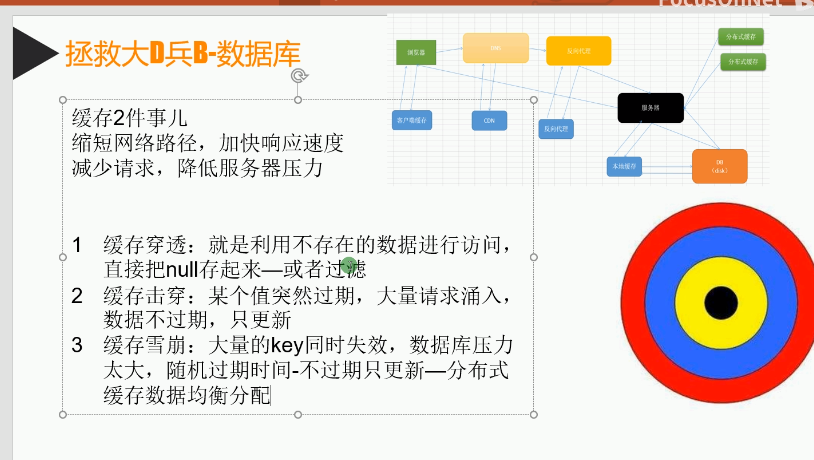 FocusOnNet
拯救大D兵B-数据库
缓存2件事儿
缩短网络路径，加快响应速度
减少请求，降低服务器压力
1 缓存穿透：就是利用不存在的数据进行访问，
直接把null存起来—或者过滤
2 缓存击穿：某个值突然过期，大量请求涌入，
数据不过期，只更新
3 缓存雪崩：大量的key同时失效，数据库压力
太大，随机过期时间-不过期只更新—分布式
缓存数据均衡分配
浏览器
反向代理
分布式缓存
分布式缓存
服务器
客户端缓存
CDN
反向代理
本地缓存
DB
(disk)